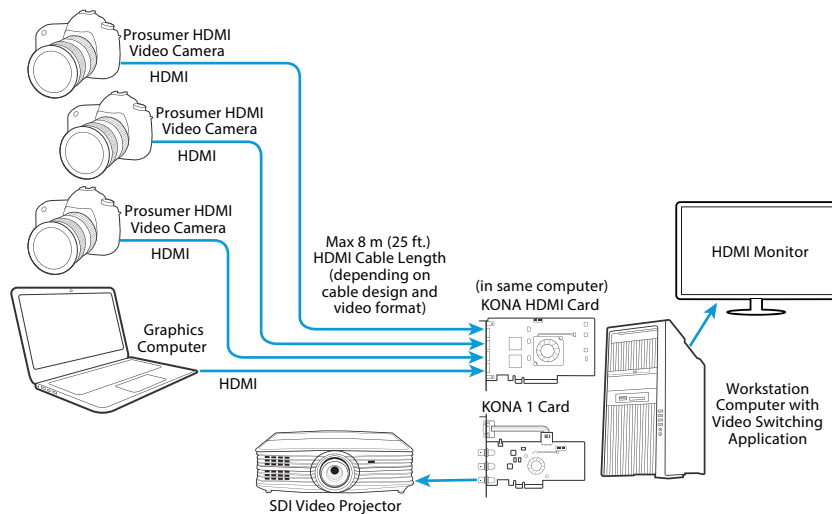 Prosumer HDMI
Video Camera
HDMI
Prosumer HDMI
Video Camera
HDMI
Prosumer HDMI
Video Camera
HDMI
Max 8 m (25 ft.)
HDMI Cable Length
(depending on
cable design and
video format)
(in same computer)
KONA HDMI Card
HDMI Monitor
Graphics
Computer
HDMI
KONA 1 Card
Workstation
Computer with
Video Switching
Application
SDI Video Projector